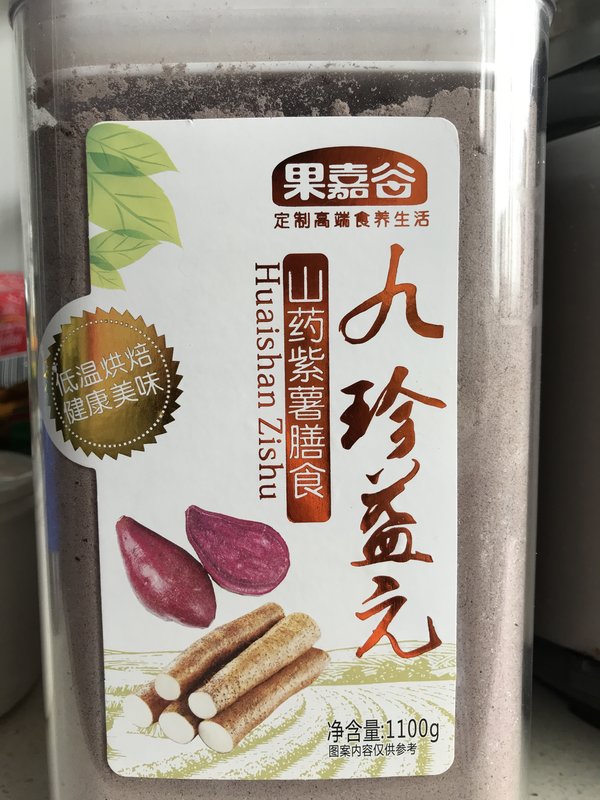 果嘉谷
定制高端食养生活
九珍益元
山药紫薯膳食
Huaishan Zishu
低温烘焙
健康美味
净含量:1100g
图案内容仅供参考